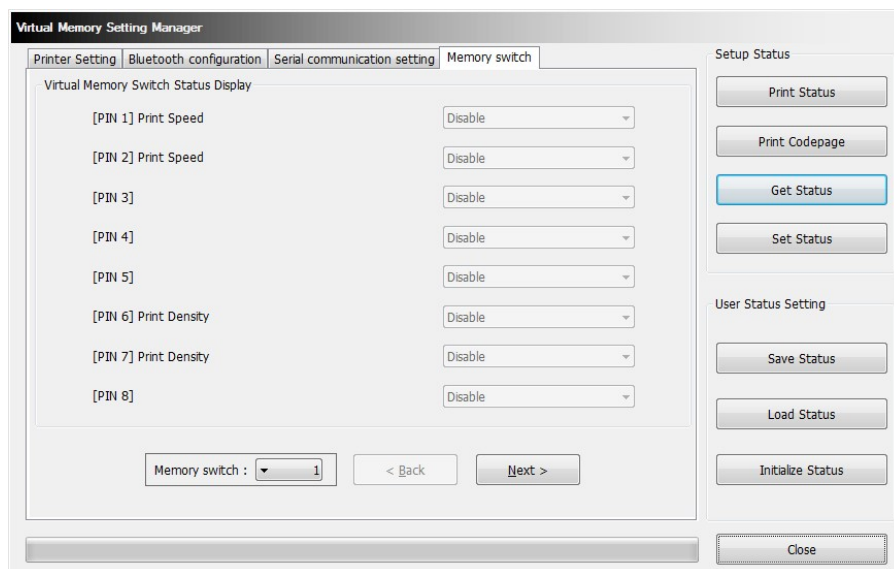 Virtual Memory Setting Manager
Printer Setting Bluetooth configuration Serial communication setting Memory switch
Virtual Memory Switch Status Display
[PIN 1] Print Speed Disable
[PIN 2] Print Speed Disable
[PIN 3] Disable
[PIN 4] Disable
[PIN 5] Disable
[PIN 6] Print Density Disable
[PIN 7] Print Density Disable
[PIN 8] Disable
Memory switch : 1 < Back Next >
Setup Status
Print Status
Print Codepage
Get Status
Set Status
User Status Setting
Save Status
Load Status
Initialize Status
Close